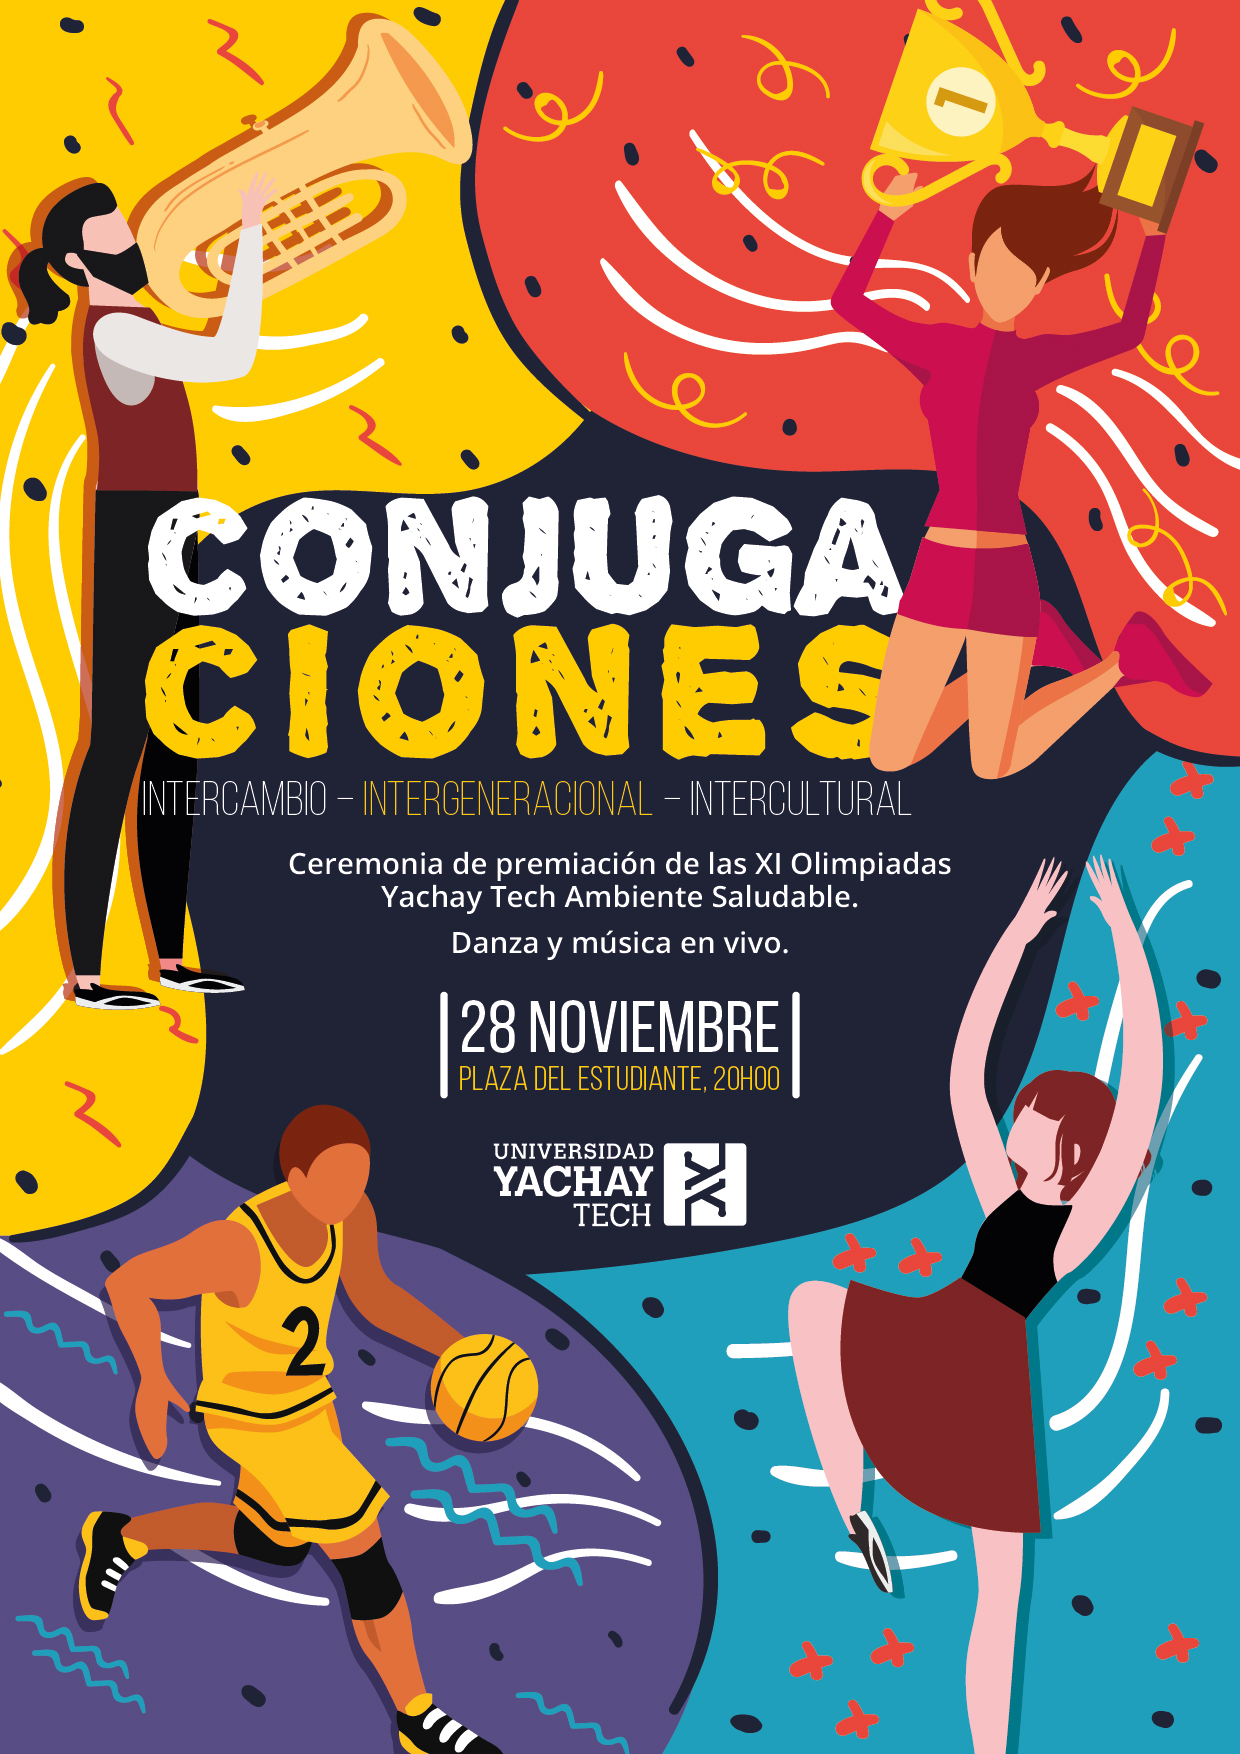 1
CONJUGA
CIONES
INTERCAMBIO – INTERGENERACIONAL – INTERCULTURAL
Ceremonia de premiación de las XI Olimpiadas
Yachay Tech Ambiente Saludable.
Danza y música en vivo.
28 NOVIEMBRE
PLAZA DEL ESTUDIANTE, 20H00
UNIVERSIDAD
YACHAY
TECH
2